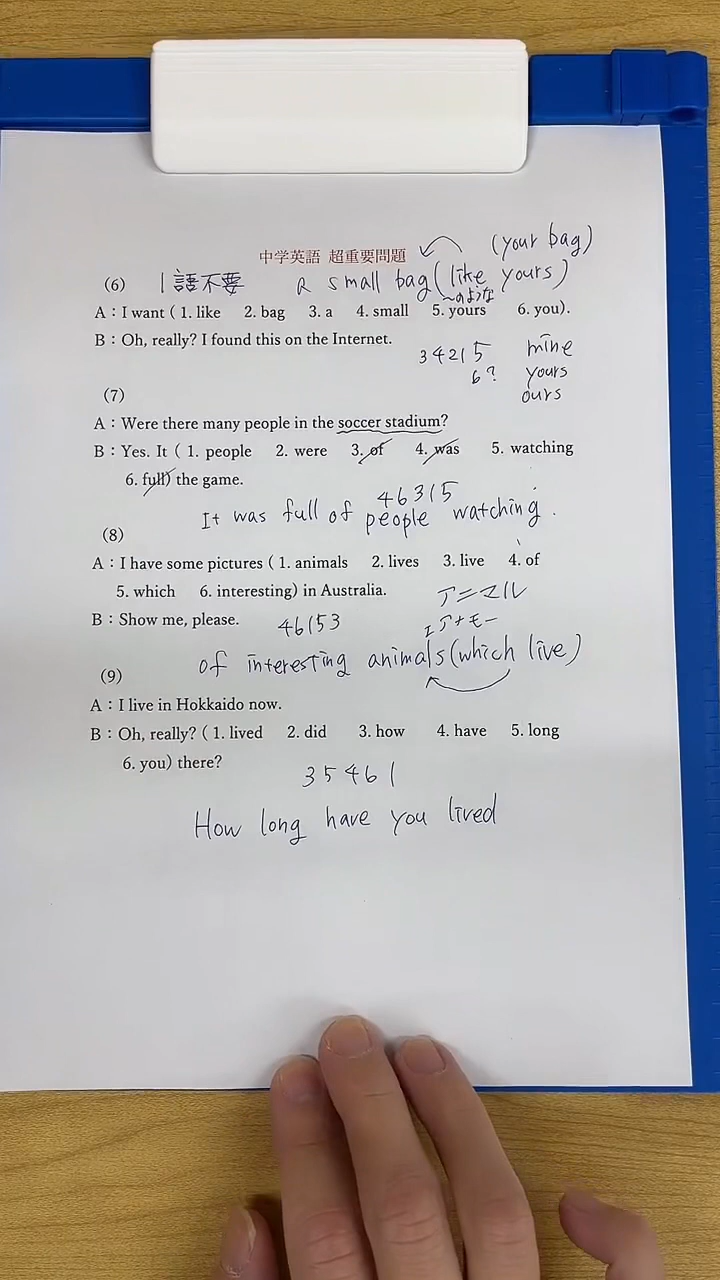 中学英語 超重要問題
(your bag)
(6) 1語不要 a small bag (like yours)
～のような
A：I want ( 1. like 2. bag 3. a 4. small 5. yours 6. you).
B：Oh, really? I found this on the Internet.
34215 mine
6? yours
ours
(7)
A：Were there many people in the soccer stadium?
B：Yes. It ( 1. people 2. were 3. of 4. was 5. watching
6. full) the game.
46315
It was full of people watching.
(8)
A：I have some pictures ( 1. animals 2. lives 3. live 4. of
5. which 6. interesting) in Australia.
アニマル
B：Show me, please. 46153
エアナモー
of interesting animals (which live)
(9)
A：I live in Hokkaido now.
B：Oh, really? ( 1. lived 2. did 3. how 4. have 5. long
6. you) there?
35461
How long have you lived